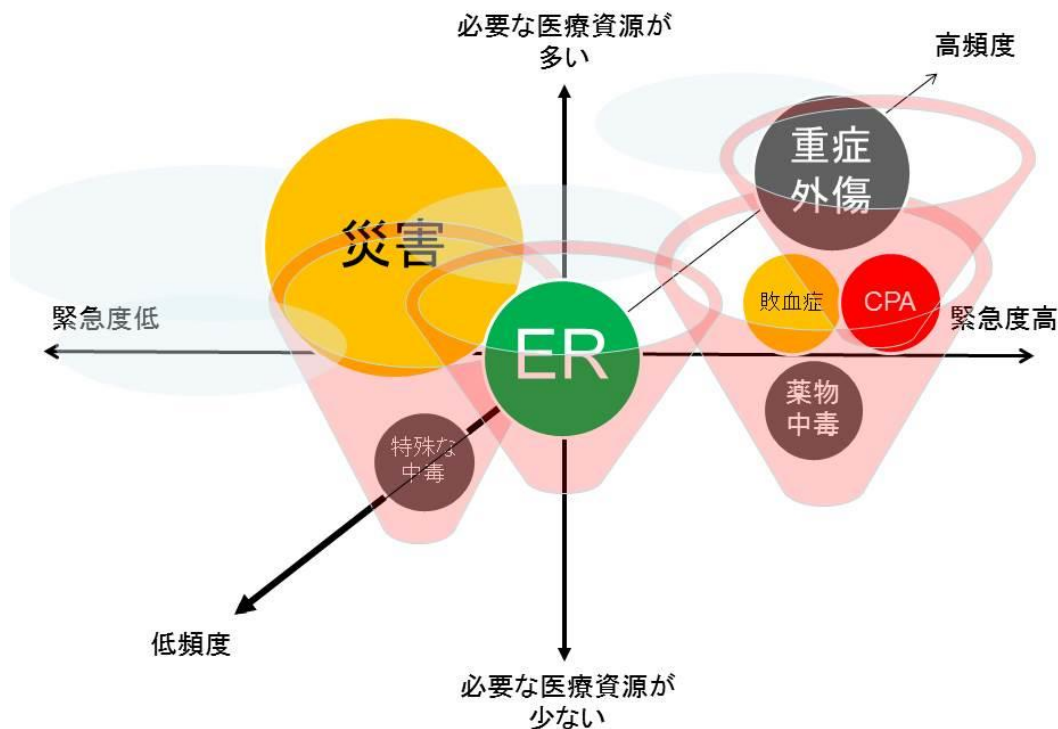 必要な医療資源が
多い
高頻度
重症
外傷
災害
緊急度低
敗血症
CPA
緊急度高
ER
薬物
中毒
特殊な
中毒
低頻度
必要な医療資源が
少ない